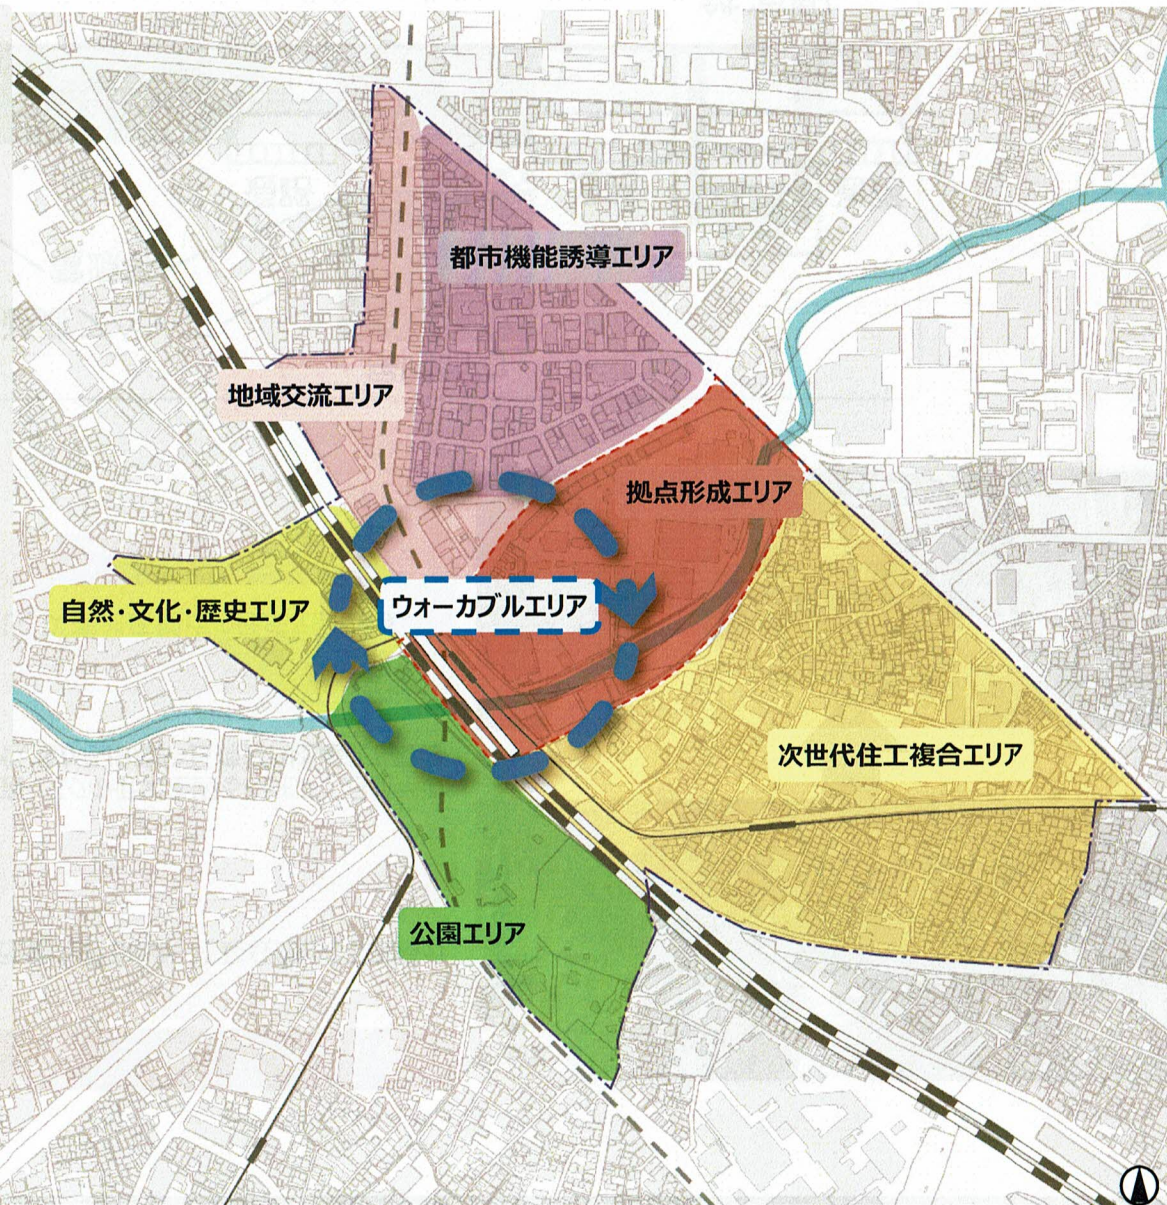 都市機能誘導エリア
地域交流エリア
拠点形成エリア
自然・文化・歴史エリア
ウォーカブルエリア
次世代住工複合エリア
公園エリア